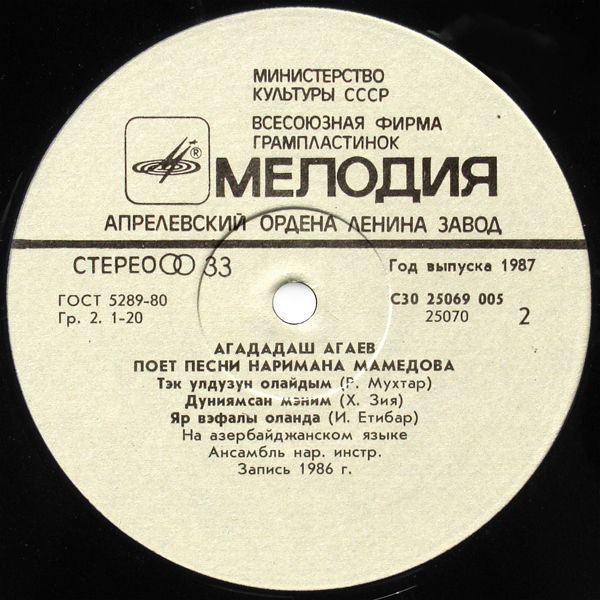 МИНИСТЕРСТВО
КУЛЬТУРЫ СССР
ВСЕСОЮЗНАЯ ФИРМА
ГРАМПЛАСТИНОК
®
МЕЛОДИЯ
АПРЕЛЕВСКИЙ ОРДЕНА ЛЕНИНА ЗАВОД
СТЕРЕО 33
Год выпуска 1987
ГОСТ 5289-80
Гр. 2. 1-20
С30 25069 005
25070
2
АГАДАДАШ АГАЕВ
ПОЕТ ПЕСНИ НАРИМАНА МАМЕДОВА
Тэк улдузун олайдым (Р. Мухтар)
Дуниямсан мэним (Х. Зия)
Яр вэфалы оланда (И. Етибар)
На азербайджанском языке
Ансамбль нар. инстр.
Запись 1986 г.